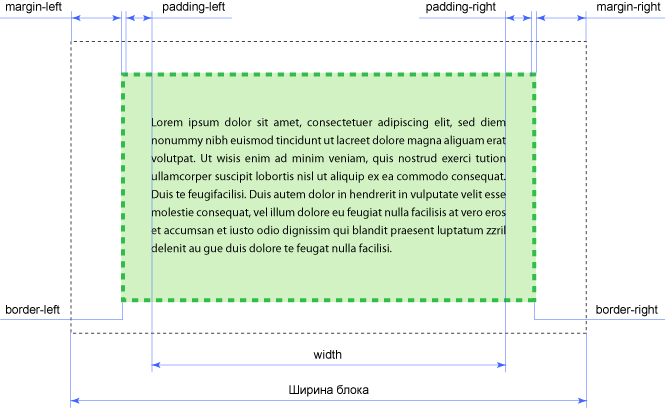 margin-left padding-left padding-right margin-right
Lorem ipsum dolor sit amet, consectetuer adipiscing elit, sed diem
nonummy nibh euismod tincidunt ut lacreet dolore magna aliguam erat
volutpat. Ut wisis enim ad minim veniam, quis nostrud exerci tution
ullamcorper suscipit lobortis nisl ut aliquip ex ea commodo consequat.
Duis te feugifacilisi. Duis autem dolor in hendrerit in vulputate velit esse
molestie consequat, vel illum dolore eu feugiat nulla facilisis at vero eros
et accumsan et iusto odio dignissim qui blandit praesent luptatum zzril
delenit au gue duis dolore te feugat nulla facilisi.
border-left border-right
width
Ширина блока